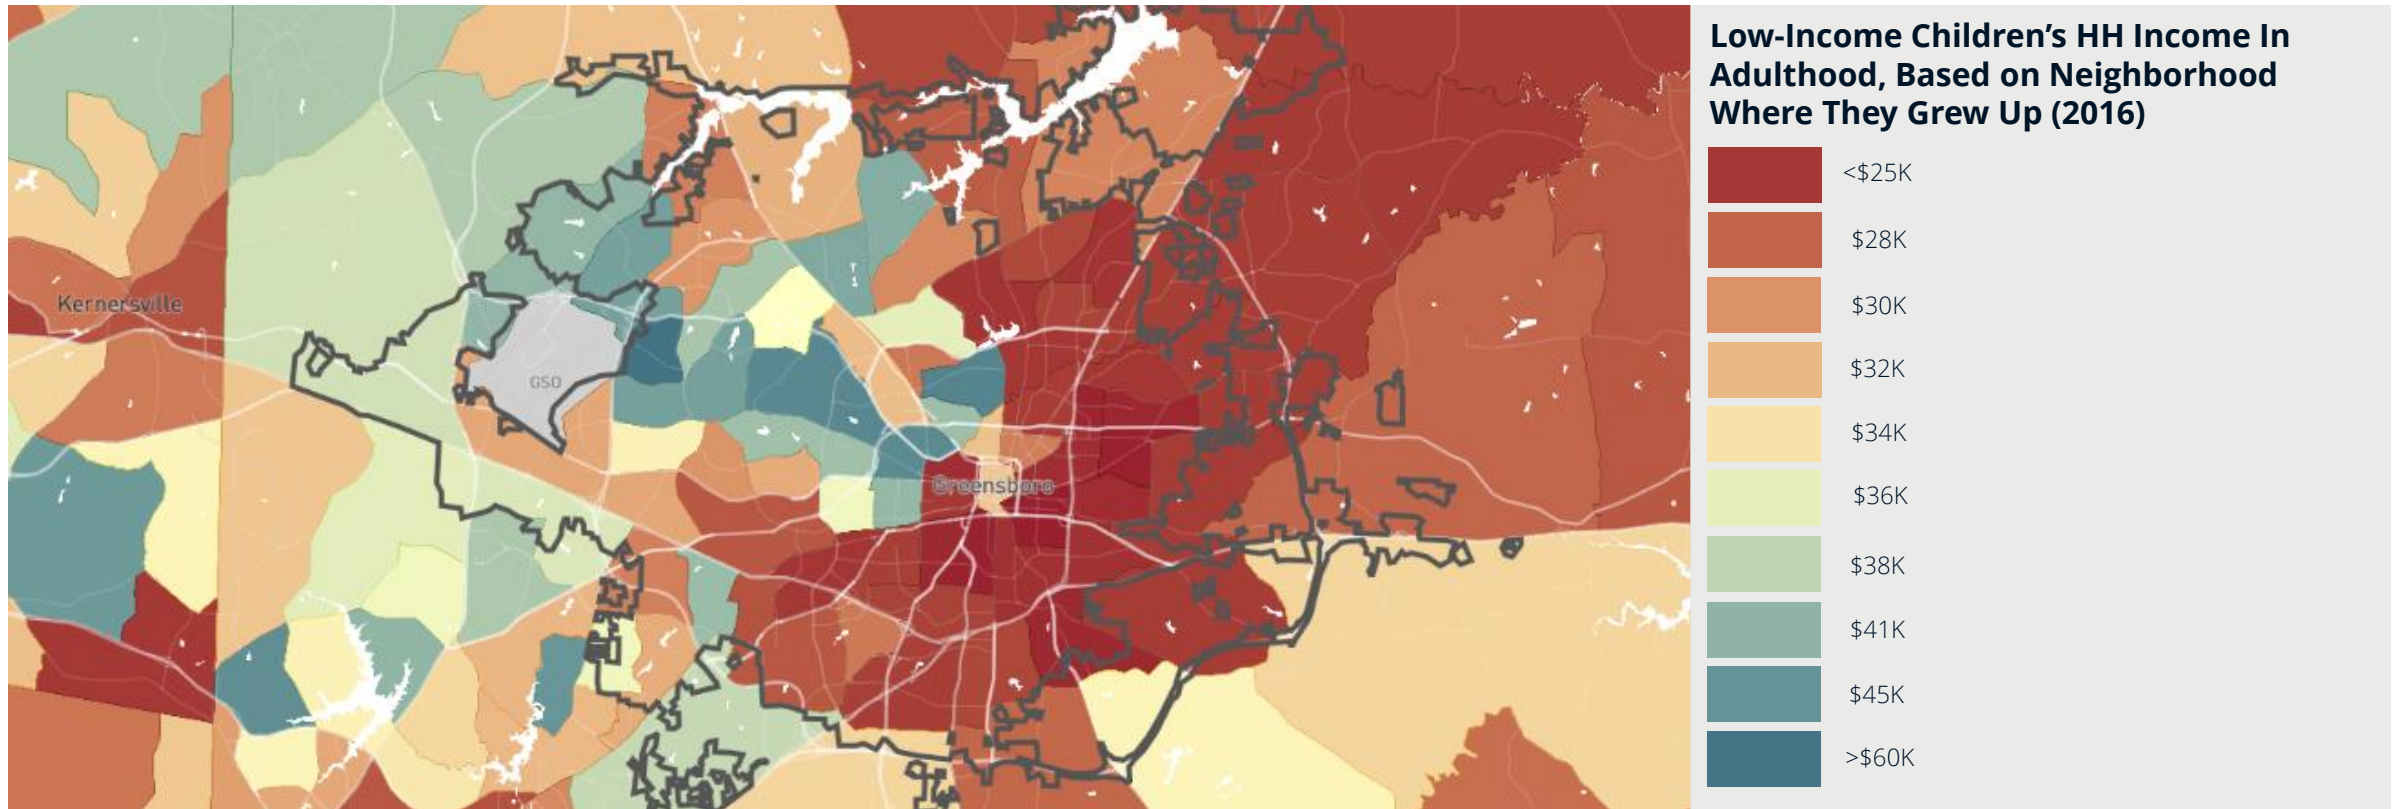 Low-Income Children’s HH Income In
Adulthood, Based on Neighborhood
Where They Grew Up (2016)
<$25K
$28K
$30K
$32K
$34K
$36K
$38K
$41K
$45K
>$60K
Kernersville
GSO
Greensboro